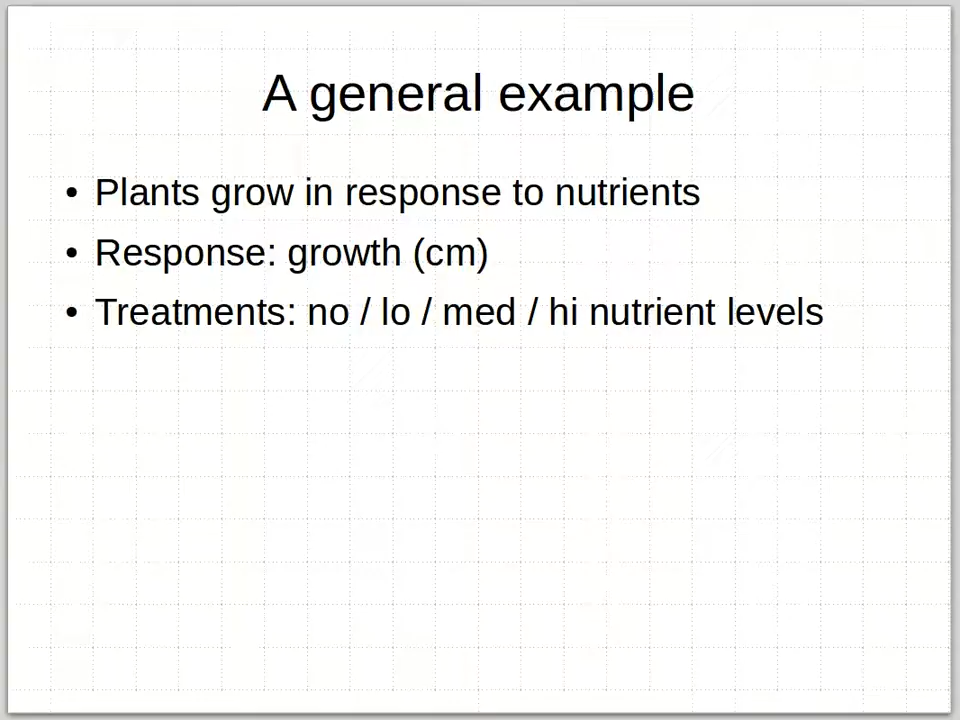 A general example
• Plants grow in response to nutrients
• Response: growth (cm)
• Treatments: no / lo / med / hi nutrient levels